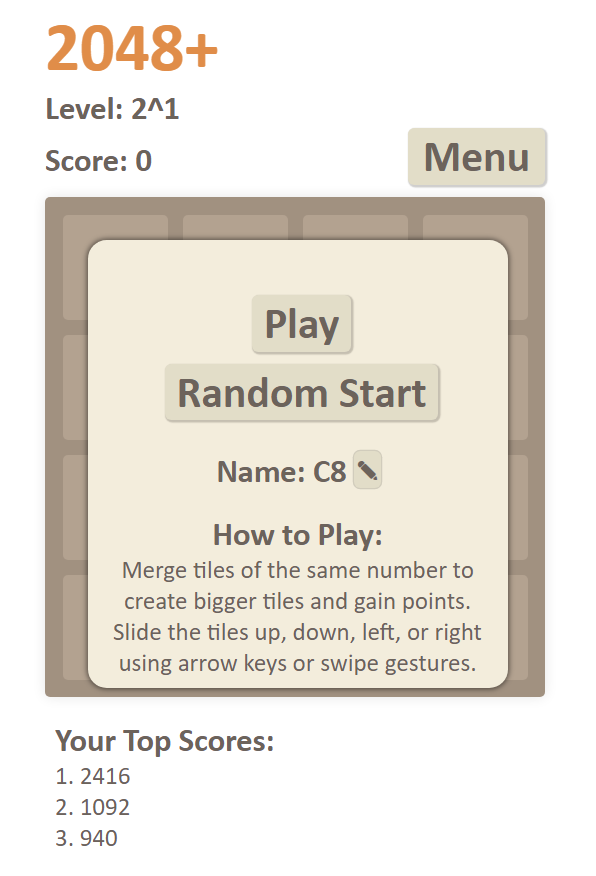 2048+
Level: 2^1
Score: 0
Menu
Play
Random Start
Name: C8
How to Play:
Merge tiles of the same number to
create bigger tiles and gain points.
Slide the tiles up, down, left, or right
using arrow keys or swipe gestures.
Your Top Scores:
1. 2416
2. 1092
3. 940